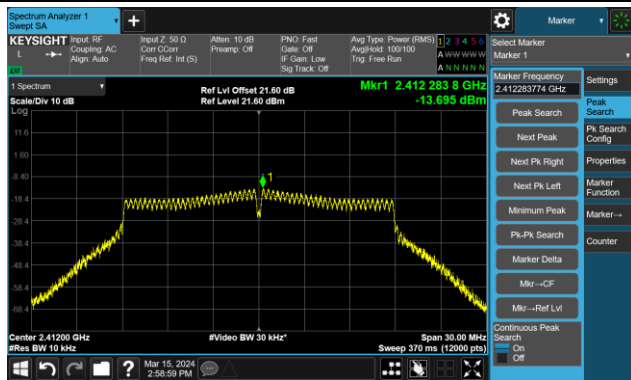 Spectrum Analyzer 1
Swept SA
Marker
KEYSIGHT
L
Input: RF
Coupling: AC
Align: Auto
Input Z: 50 Ω
Corr CCorr
Freq Ref: Int (S)
Atten: 10 dB
Preamp: Off
PNO: Fast
Gate: Off
IF Gain: Low
Sig Track: Off
Avg Type: Power (RMS)
Avg|Hold: 100/100
Trig: Free Run
1 2 3 4 5 6
A W W W W W
A N N N N N
Select Marker
Marker 1
LW
1 Spectrum
Scale/Div 10 dB
Log
Ref Lvl Offset 21.60 dB
Ref Level 21.60 dBm
Mkr1 2.412 283 8 GHz
-13.695 dBm
11.6
1.60
-8.40
-18.4
-28.4
-38.4
-48.4
-58.4
-68.4
1
Center 2.41200 GHz
#Res BW 10 kHz
#Video BW 30 kHz*
Span 30.00 MHz
Sweep 370 ms (12000 pts)
Marker Frequency
2.412283774 GHz
Peak Search
Next Peak
Next Pk Right
Next Pk Left
Minimum Peak
Pk-Pk Search
Marker Delta
Mkr→CF
Mkr→Ref Lvl
Continuous Peak
Search
On
Off
Settings
Peak
Search
Pk Search
Config
Properties
Marker
Function
Marker→
Counter
?
Mar 15, 2024
2:58:59 PM